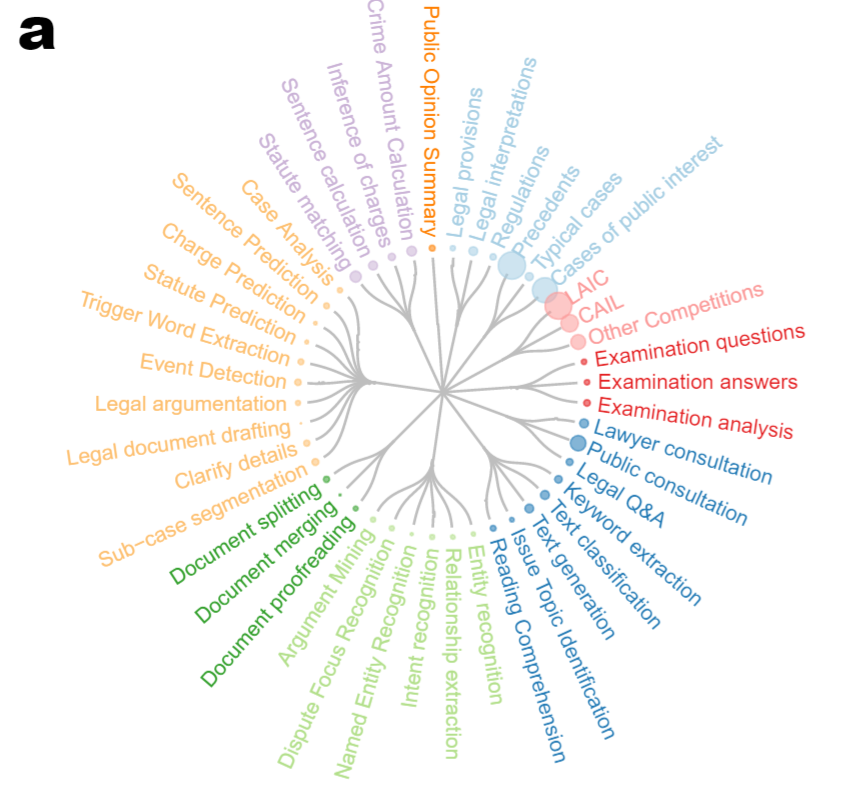 a
Public Opinion Summary
Legal provisions
Legal interpretations
Regulations
Precedents
Typical cases
Cases of public interest
LAIC
CAIL
Other Competitions
Examination questions
Examination answers
Examination analysis
Lawyer consultation
Public consultation
Legal Q&A
Keyword extraction
Text classification
Text generation
Issue Topic Identification
Reading Comprehension
Entity recognition
Relationship extraction
Intent recognition
Named Entity Recognition
Dispute Focus Recognition
Argument Mining
Document proofreading
Document merging
Document splitting
Sub−case segmentation
Clarify details
Legal document drafting
Legal argumentation
Event Detection
Trigger Word Extraction
Statute Prediction
Charge Prediction
Sentence Prediction
Case Analysis
Statute matching
Sentence calculation
Inference of charges
Crime Amount Calculation